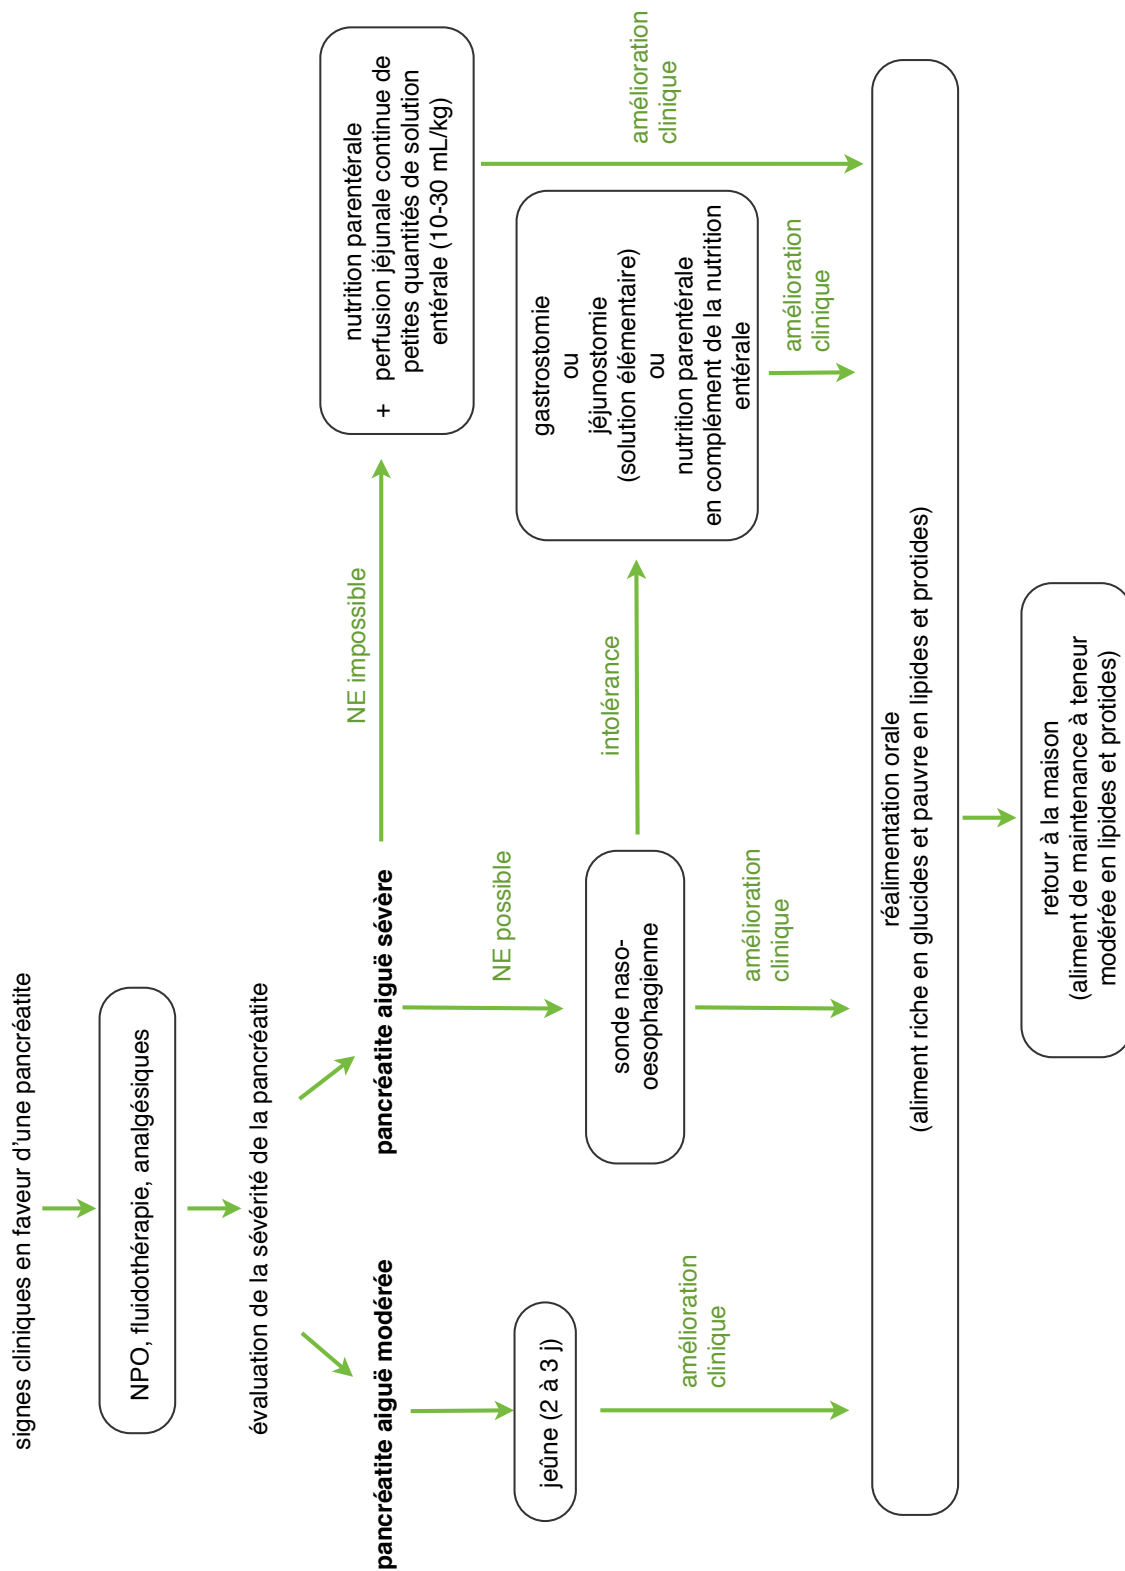 signes cliniques en faveur d’une pancréatite
NPO, fluidothérapie, analgésiques
évaluation de la sévérité de la pancréatite
pancréatite aiguë modérée
pancréatite aiguë sévère
NE impossible
nutrition parentérale
+ perfusion jéjunale continue de
petites quantités de solution
entérale (10-30 mL/kg)
NE possible
jeûne (2 à 3 j)
sonde naso-
oesophagienne
intolérance
gastrostomie
ou
jéjunostomie
(solution élémentaire)
ou
nutrition parentérale
en complément de la nutrition
entérale
amélioration
clinique
amélioration
clinique
amélioration
clinique
amélioration
clinique
réalimentation orale
(aliment riche en glucides et pauvre en lipides et protides)
retour à la maison
(aliment de maintenance à teneur
modérée en lipides et protides)